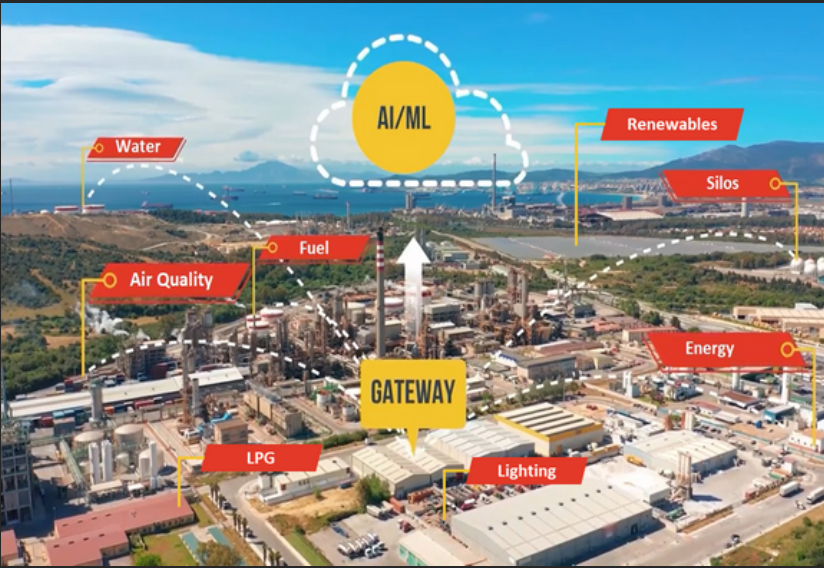 AI/ML
Renewables
Water
Silos
Fuel
Air Quality
Energy
GATEWAY
LPG
Lighting